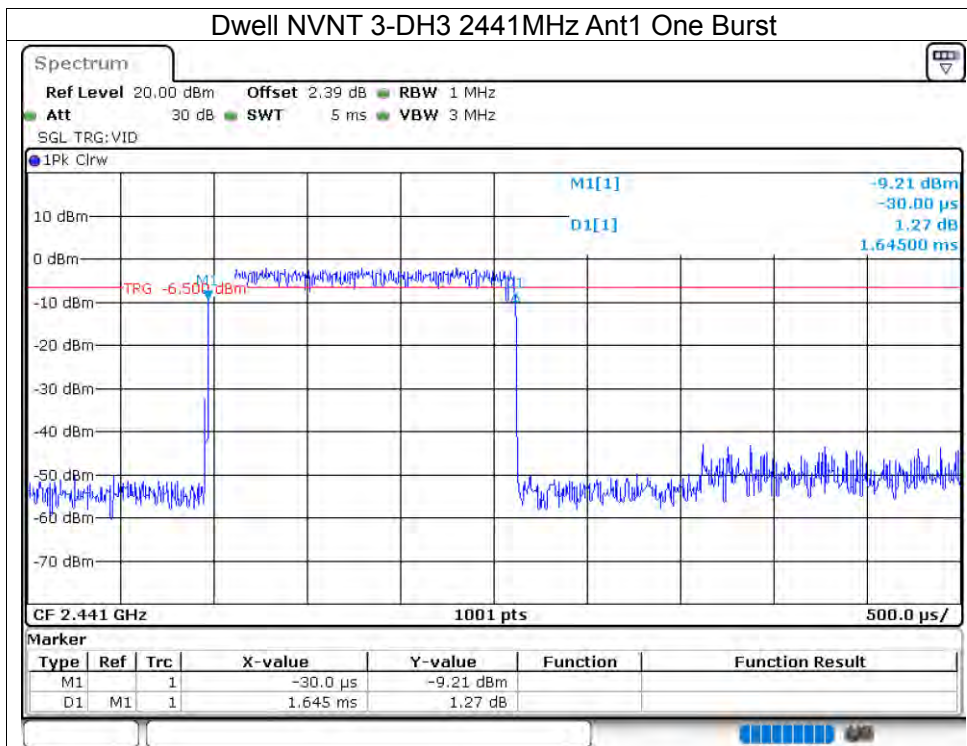 Dwell NVNT 3-DH3 2441MHz Ant1 One Burst
Spectrum
Ref Level 20.00 dBm Offset 2.39 dB RBW 1 MHz
Att 30 dB SWT 5 ms VBW 3 MHz
SGL TRG:VID
1Pk Clrw
M1[1] -9.21 dBm
-30.00 µs
10 dBm
D1[1] 1.27 dB
1.64500 ms
0 dBm
M1
TRG -6.500 dBm
-10 dBm
-20 dBm
-30 dBm
-40 dBm
-50 dBm
-60 dBm
-70 dBm
CF 2.441 GHz 1001 pts 500.0 µs/
Marker
Type Ref Trc X-value Y-value Function Function Result
M1 1 -30.0 µs -9.21 dBm
D1 M1 1 1.645 ms 1.27 dB